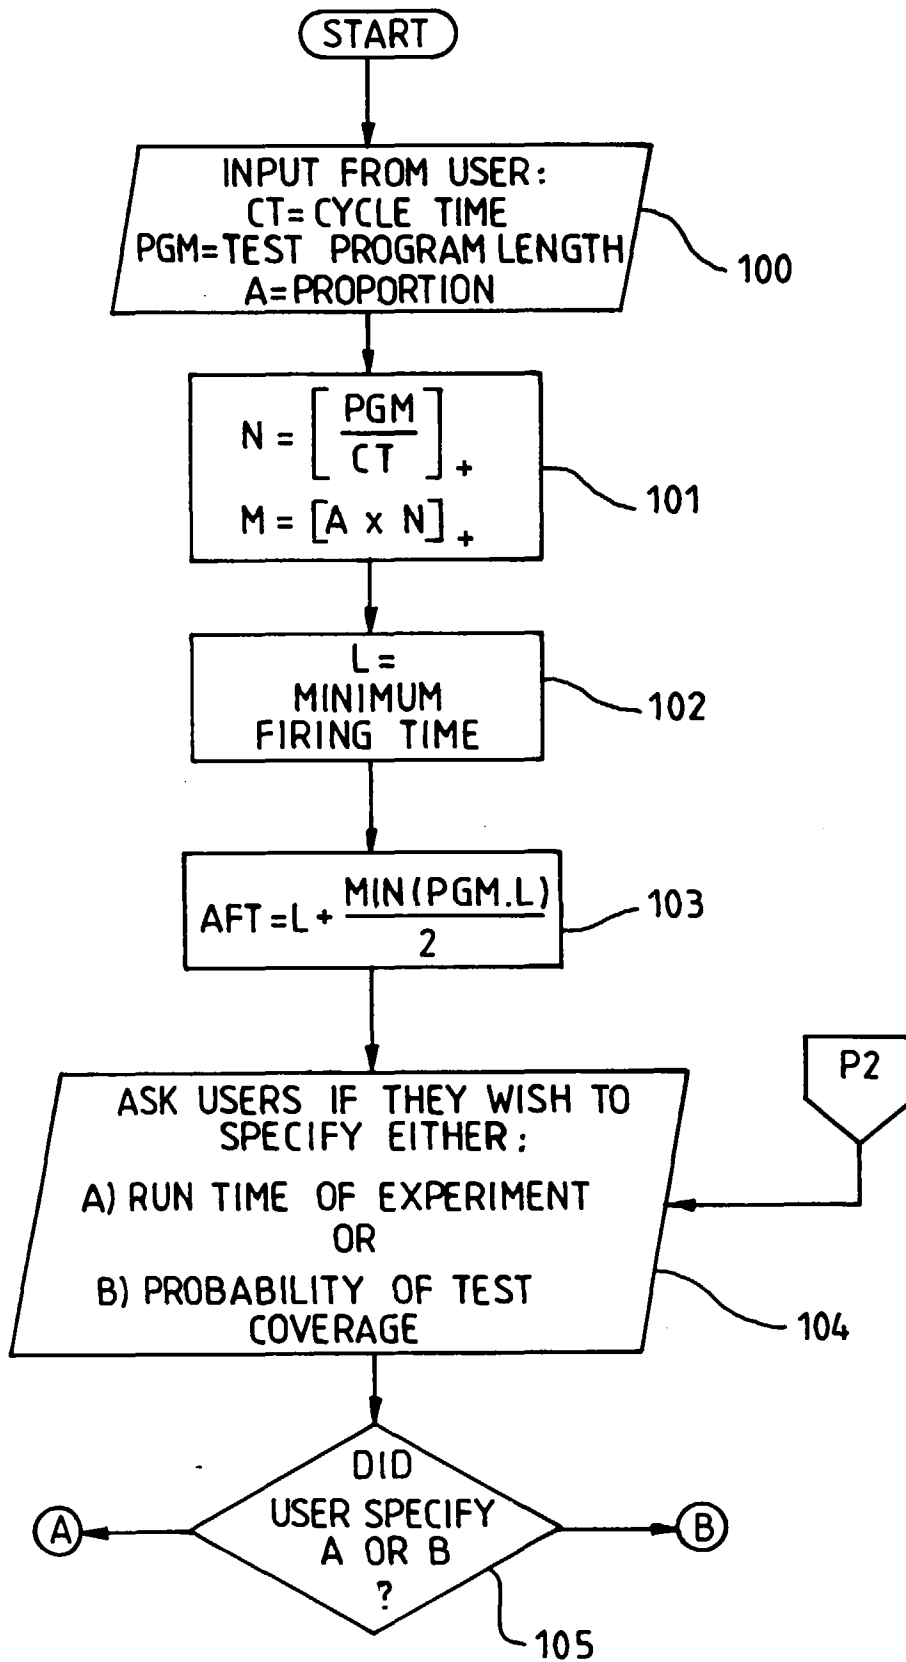 START
INPUT FROM USER:
CT= CYCLE TIME
PGM=TEST PROGRAM LENGTH
A=PROPORTION
100
N = [ PGM / CT ] +
M = [A x N] +
101
L =
MINIMUM
FIRING TIME
102
AFT = L + MIN(PGM.L) / 2
103
P2
ASK USERS IF THEY WISH TO
SPECIFY EITHER:
A) RUN TIME OF EXPERIMENT
OR
B) PROBABILITY OF TEST
COVERAGE
104
DID
USER SPECIFY
A OR B
?
A
B
105